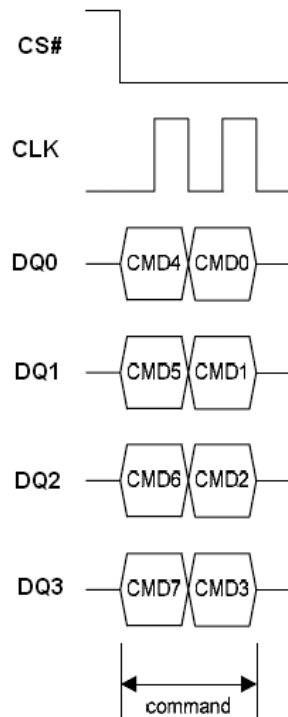 CS#
CLK
DQ0 CMD4 CMD0
DQ1 CMD5 CMD1
DQ2 CMD6 CMD2
DQ3 CMD7 CMD3
command